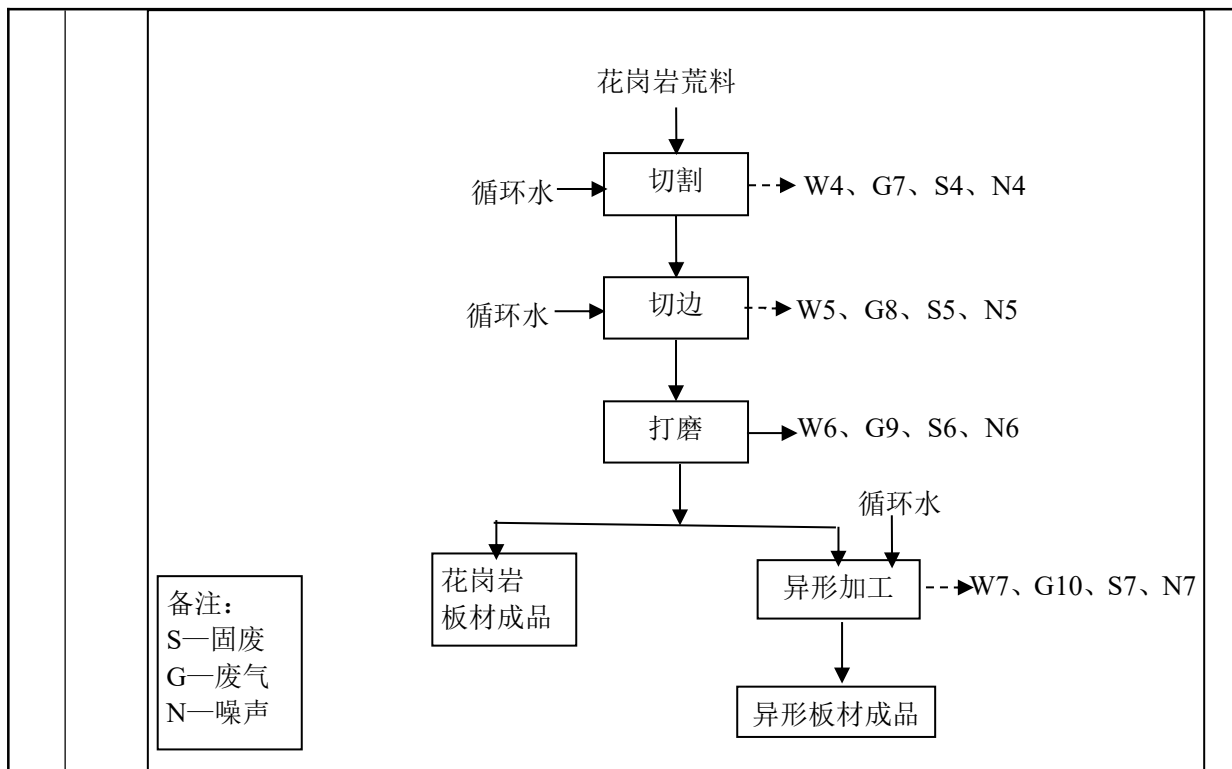 花岗岩荒料
切割
循环水
W4、G7、S4、N4
切边
循环水
W5、G8、S5、N5
打磨
W6、G9、S6、N6
循环水
花岗岩
板材成品
异形加工
W7、G10、S7、N7
备注：
S—固废
G—废气
N—噪声
异形板材成品